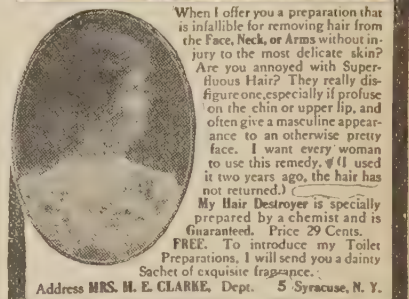 When I offer you a preparation that
is infallible for removing hair from
the Face, Neck, or Arms without in-
jury to the most delicate skin?
Are you annoyed with Super-
fluous Hair? They really dis-
figure one, especially if profuse
on the chin or upper lip, and
often give a masculine appear-
ance to an otherwise pretty
face. I want every woman
to use this remedy. (I used
it two years ago, the hair has
not returned.)
My Hair Destroyer is specially
prepared by a chemist and is
Guaranteed. Price 29 Cents.
FREE. To introduce my Toilet
Preparations, I will send you a dainty
Sachet of exquisite fragrance.
Address MRS. M. E. CLARKE, Dept. 5 Syracuse, N. Y.